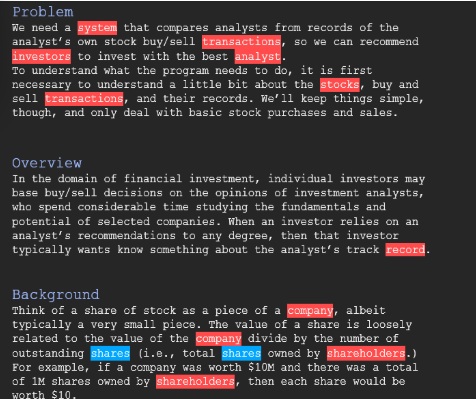 Problem
We need a system that compares analysts from records of the
analyst's own stock buy/sell transactions, so we can recommend
investors to invest with the best analyst.
To understand what the program needs to do, it is first
necessary to understand a little bit about the stocks, buy and
sell transactions, and their records. We'll keep things simple,
though, and only deal with basic stock purchases and sales.
Overview
In the domain of financial investment, individual investors may
base buy/sell decisions on the opinions of investment analysts,
who spend considerable time studying the fundamentals and
potential of selected companies. When an investor relies on an
analyst's recommendations to any degree, then that investor
typically wants know something about the analyst's track record.
Background
Think of a share of stock as a piece of a company, albeit
typically a very small piece. The value of a share is loosely
related to the value of the company divide by the number of
outstanding shares (i.e., total shares owned by shareholders.)
For example, if a company was worth $10M and there was a total
of 1M shares owned by shareholders, then each share would be
worth $10.